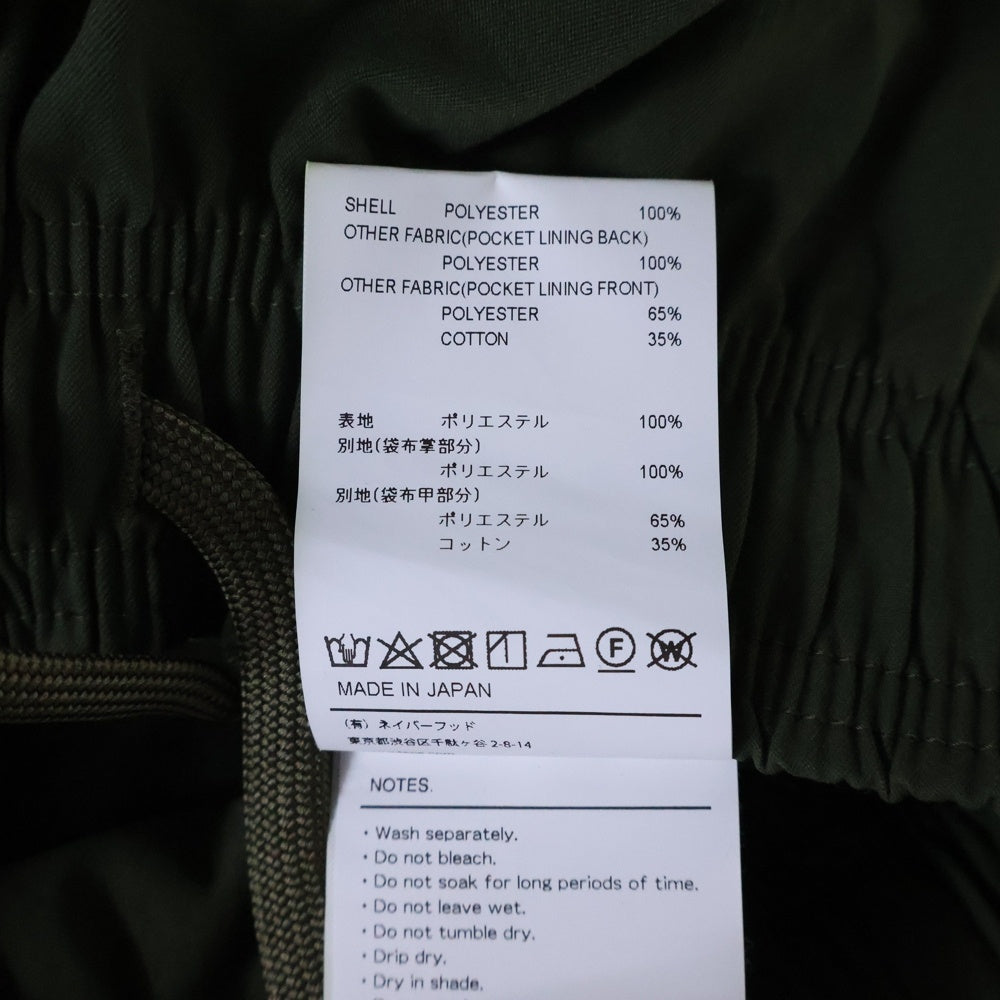 SHELL POLYESTER 100%
OTHER FABRIC(POCKET LINING BACK)
POLYESTER 100%
OTHER FABRIC(POCKET LINING FRONT)
POLYESTER 65%
COTTON 35%
表地 ポリエステル 100%
別地(袋布掌部分)
ポリエステル 100%
別地(袋布甲部分)
ポリエステル 65%
コットン 35%
F W
MADE IN JAPAN
(有) ネイバーフッド
東京都渋谷区千駄ヶ谷 2-8-14
NOTES.
・Wash separately.
・Do not bleach.
・Do not soak for long periods of time.
・Do not leave wet.
・Do not tumble dry.
・Drip dry.
・Dry in shade.